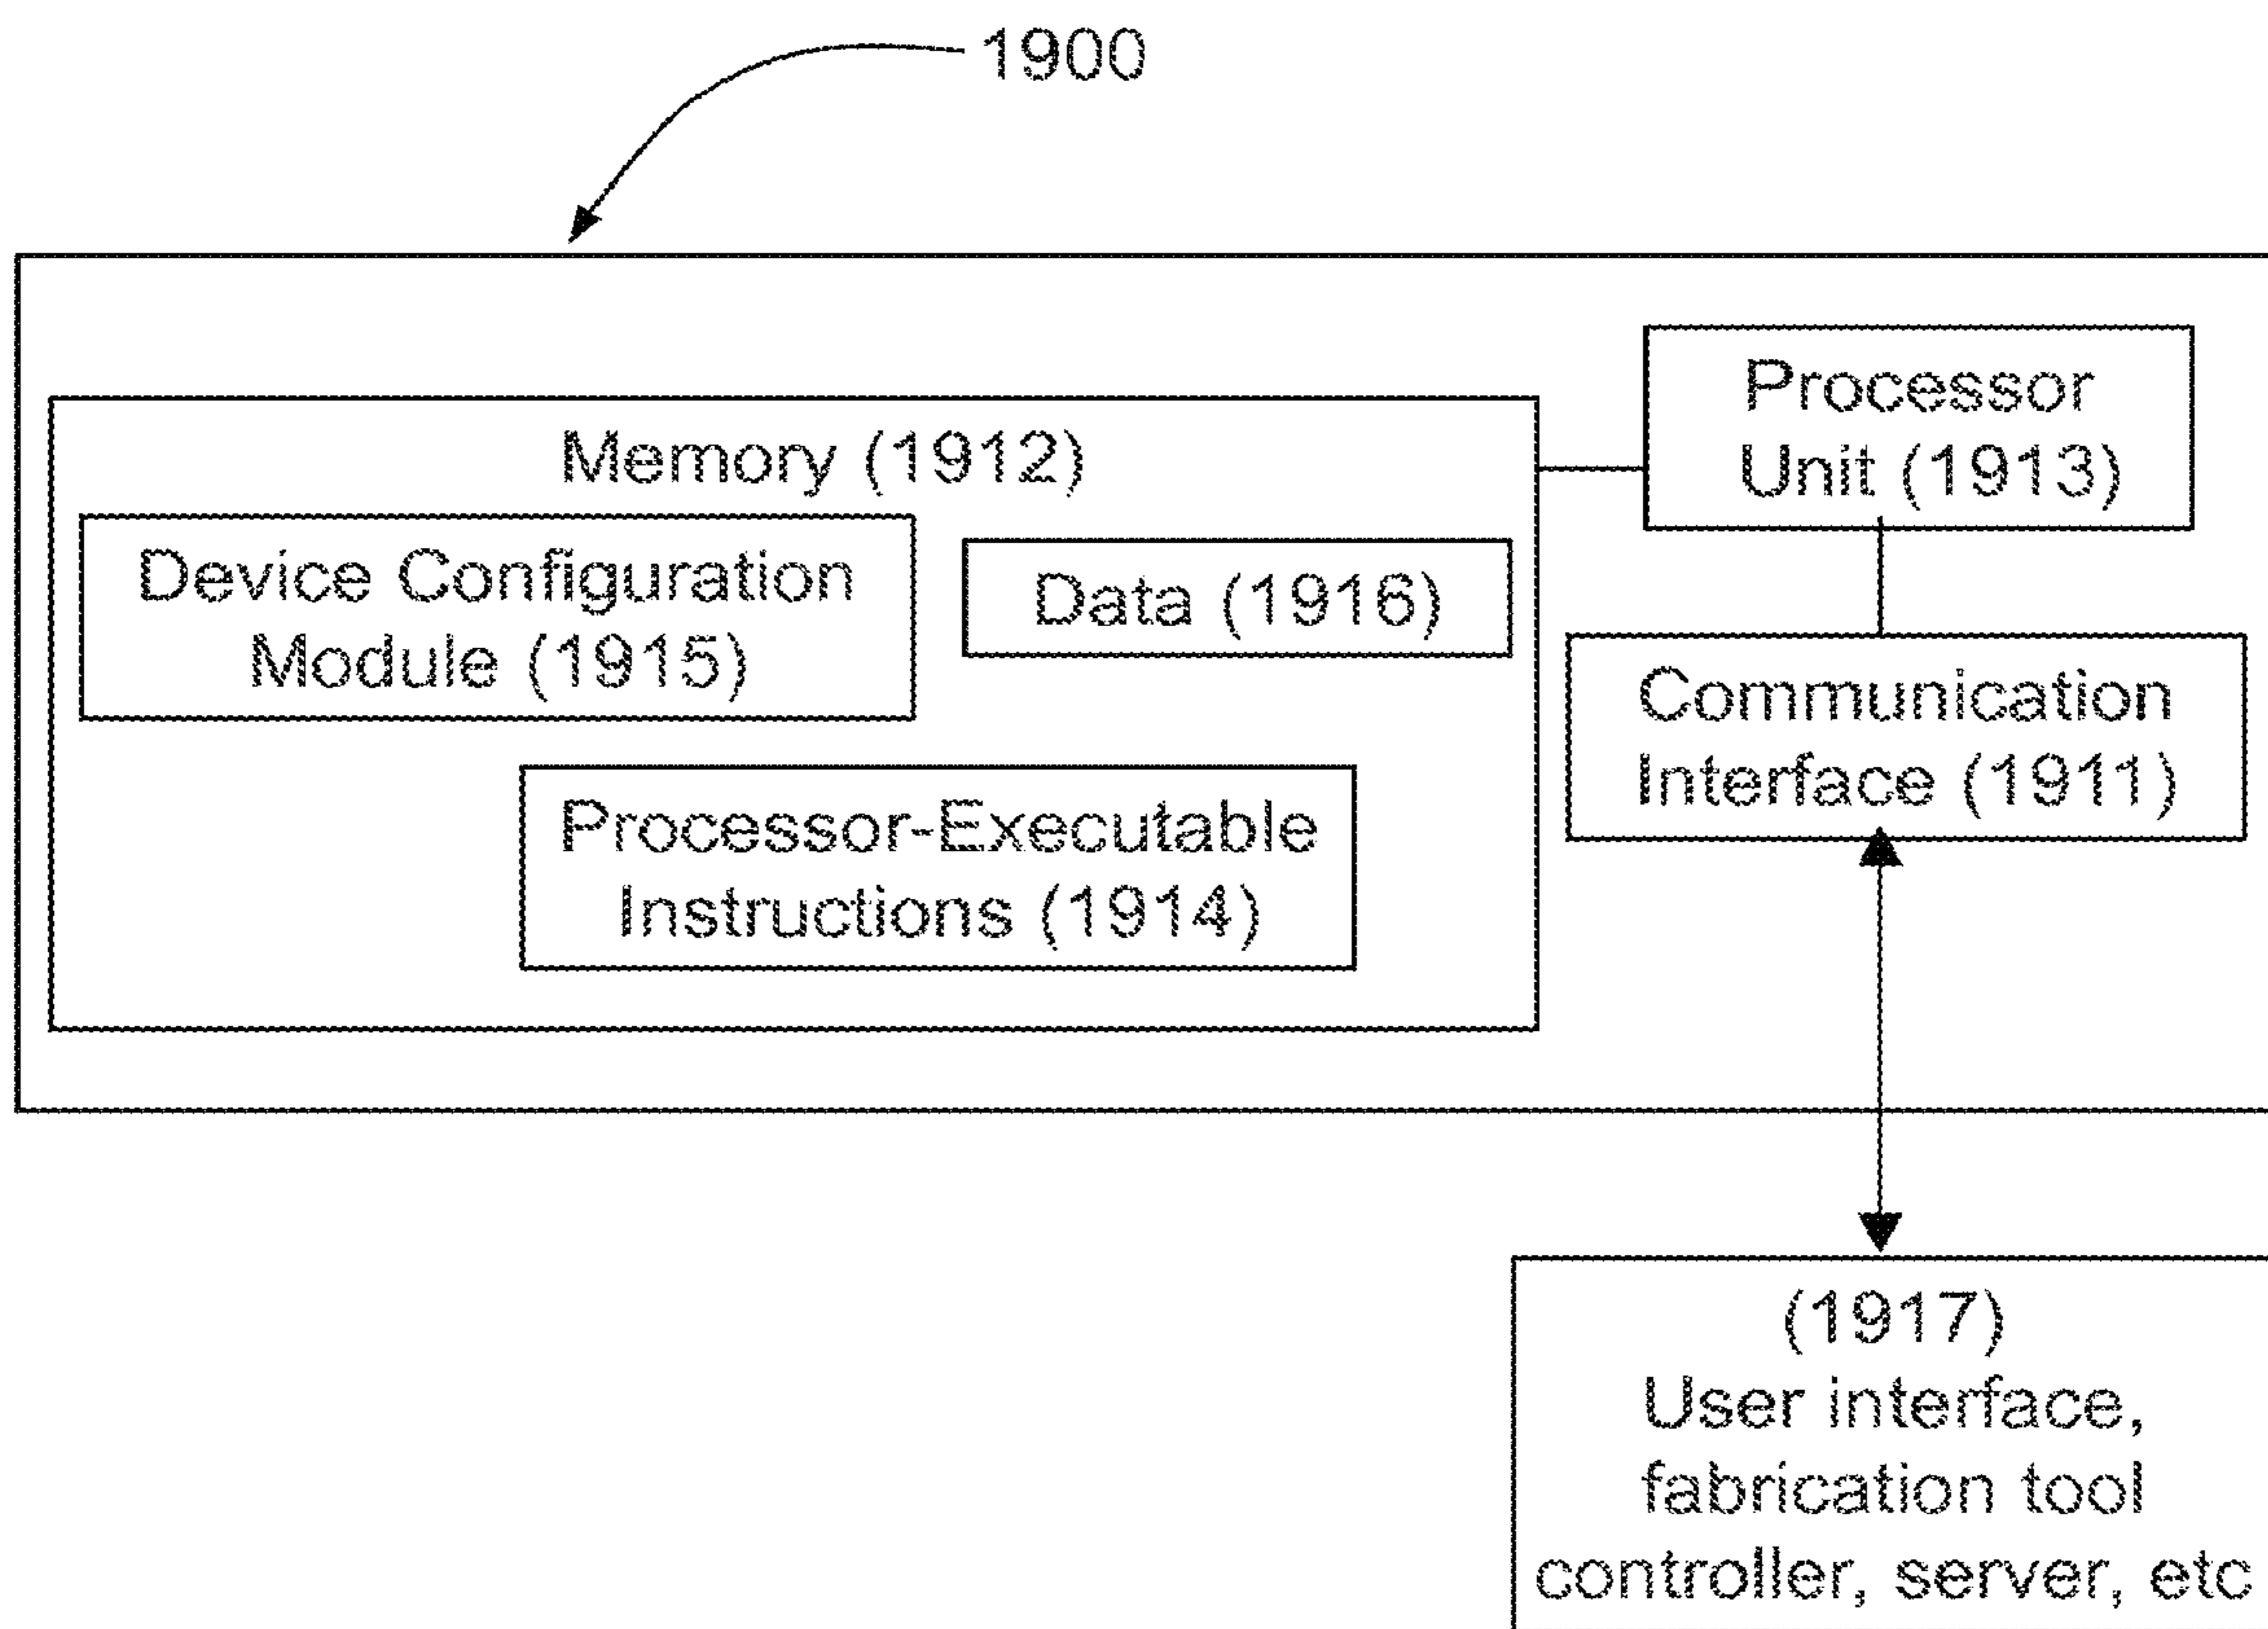 1900
Processor
Unit (1913)
Memory (1912)
Device Configuration
Module (1915)
Data (1916)
Communication
Interface (1911)
Processor-Executable
Instructions (1914)
(1917)
User interface,
fabrication tool
controller, server, etc